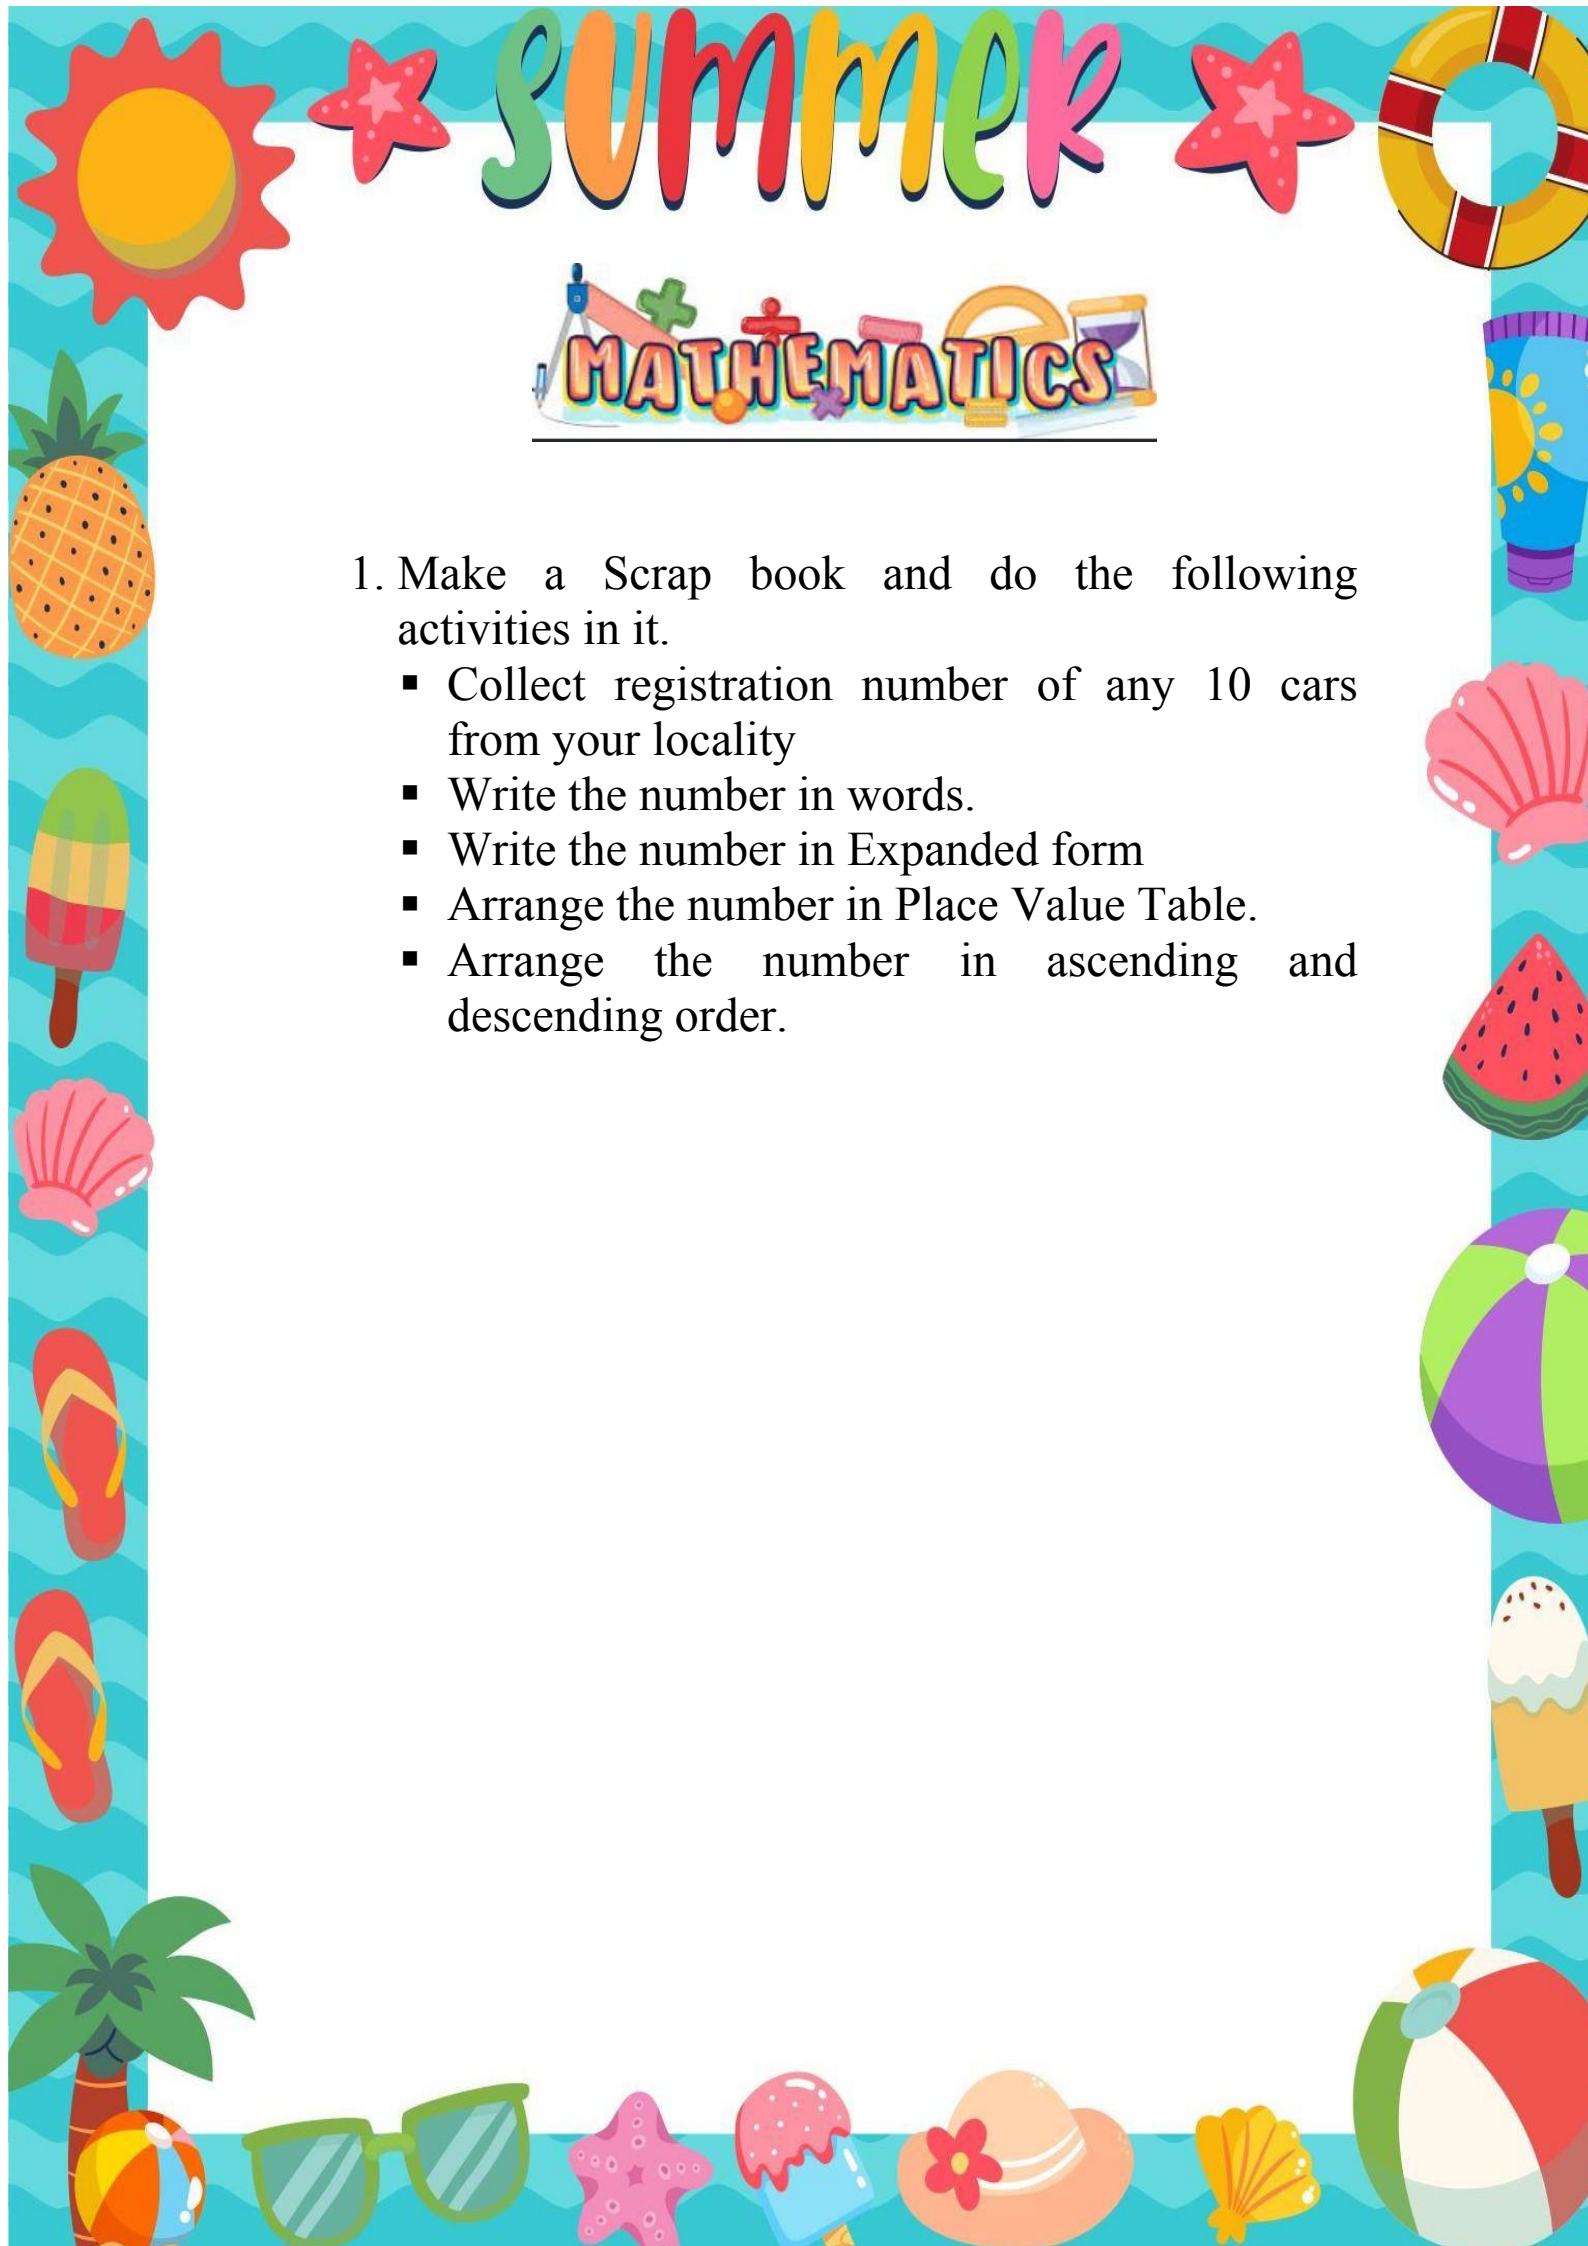 SUMMER
MATHEMATICS
1. Make a Scrap book and do the following
activities in it.
▪ Collect registration number of any 10 cars
from your locality
▪ Write the number in words.
▪ Write the number in Expanded form
▪ Arrange the number in Place Value Table.
▪ Arrange the number in ascending and
descending order.